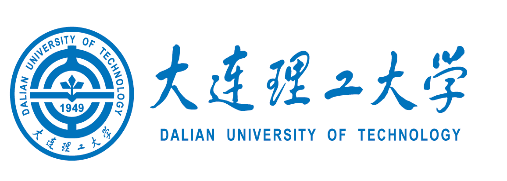 DALIAN UNIVERSITY OF TECHNOLOGY
1949
大连理工大学
大连理工大学
DALIAN UNIVERSITY OF TECHNOLOGY